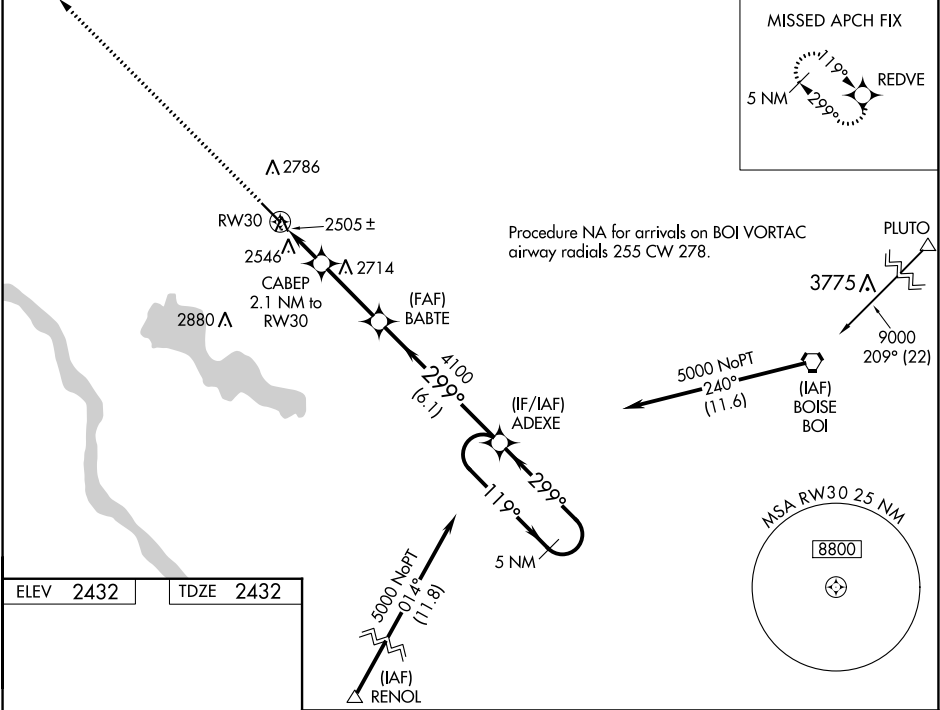 MISSED APCH FIX
119°
REDVE
5 NM
299°
2786
RW30
2505 ±
2546
2714
CABEP
2.1 NM to
RW30
2880
(FAF)
BABTE
Procedure NA for arrivals on BOI VORTAC
airway radials 255 CW 278.
PLUTO
3775
9000
209° (22)
5000 NoPT
240°
(11.6)
(IAF)
BOISE
BOI
4100
299°
(6.1)
(IF/IAF)
ADEXE
299°
119°
5 NM
MSA RW30 25 NM
8800
5000 NoPT
014°
(11.8)
(IAF)
RENOL
ELEV 2432
TDZE 2432